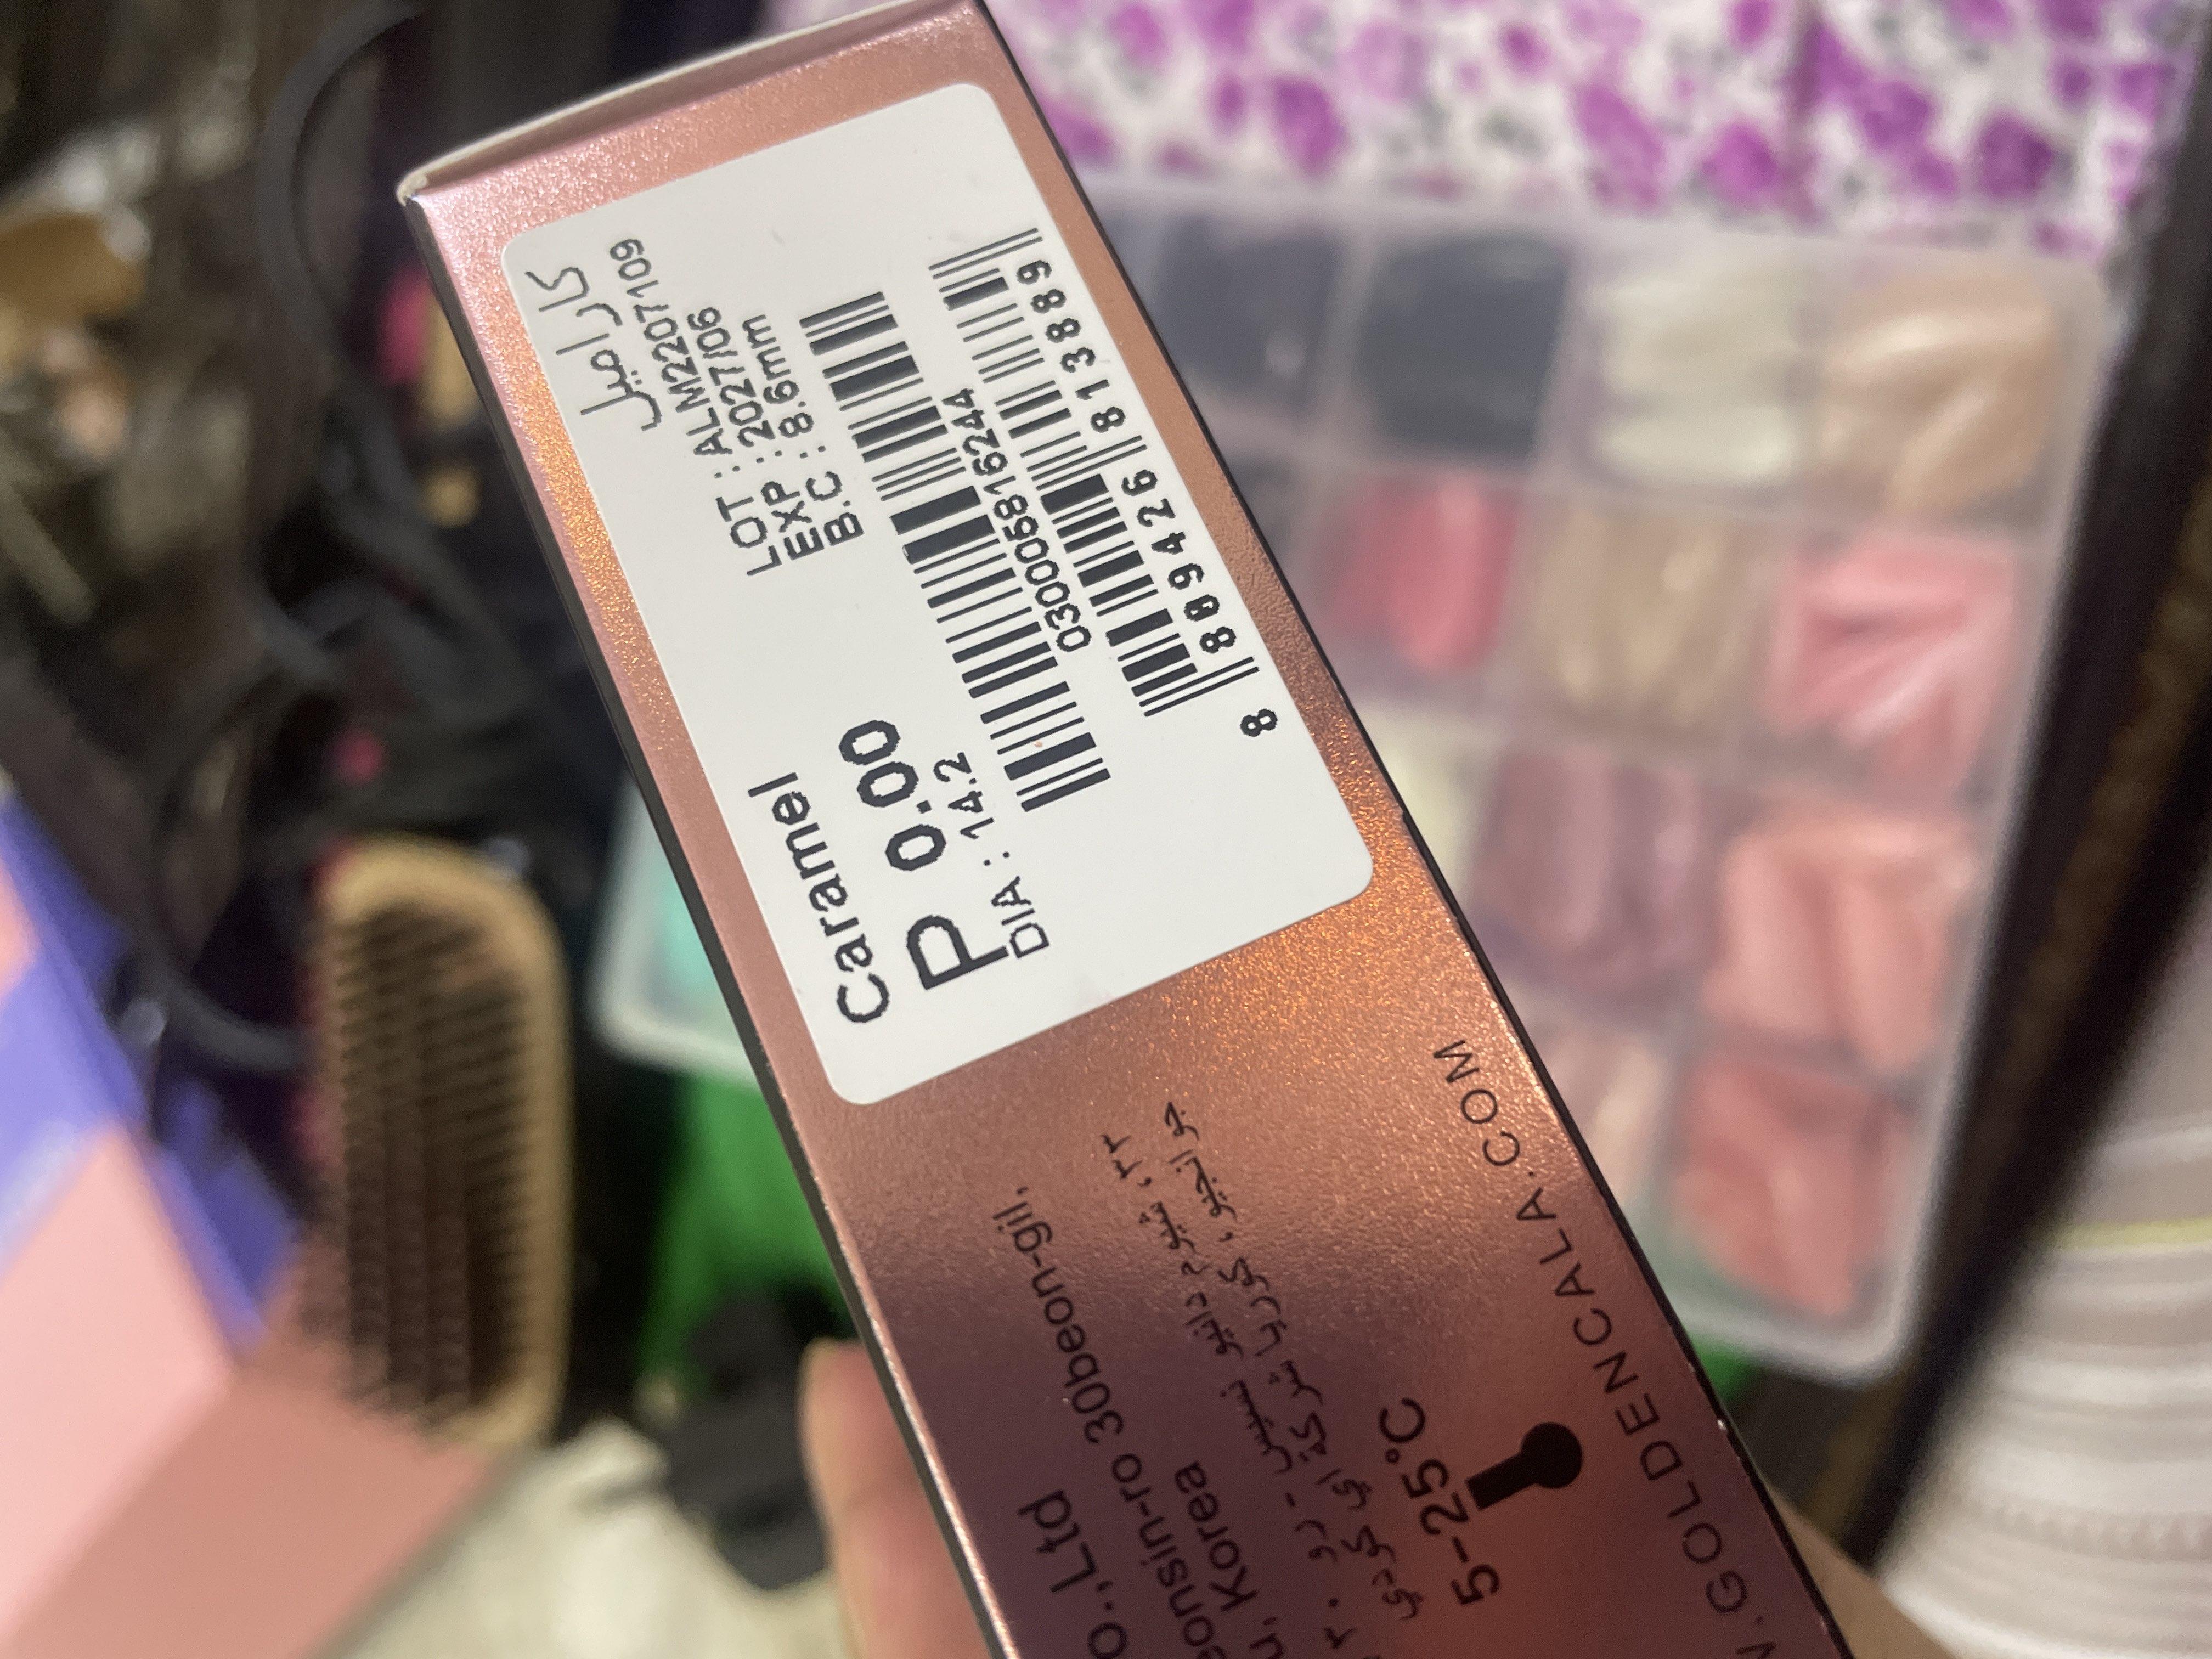 كاراميل
Caramel
P 0.00
DIA : 14.2
LOT : ALM2207109
EXP : 2027/06
B.C : 8.6mm
030005816244
8 809426 813889
o.,Ltd
eonsin-ro 30beon-gil,
u, Korea
5-25°C
.GOLDENCALA.COM